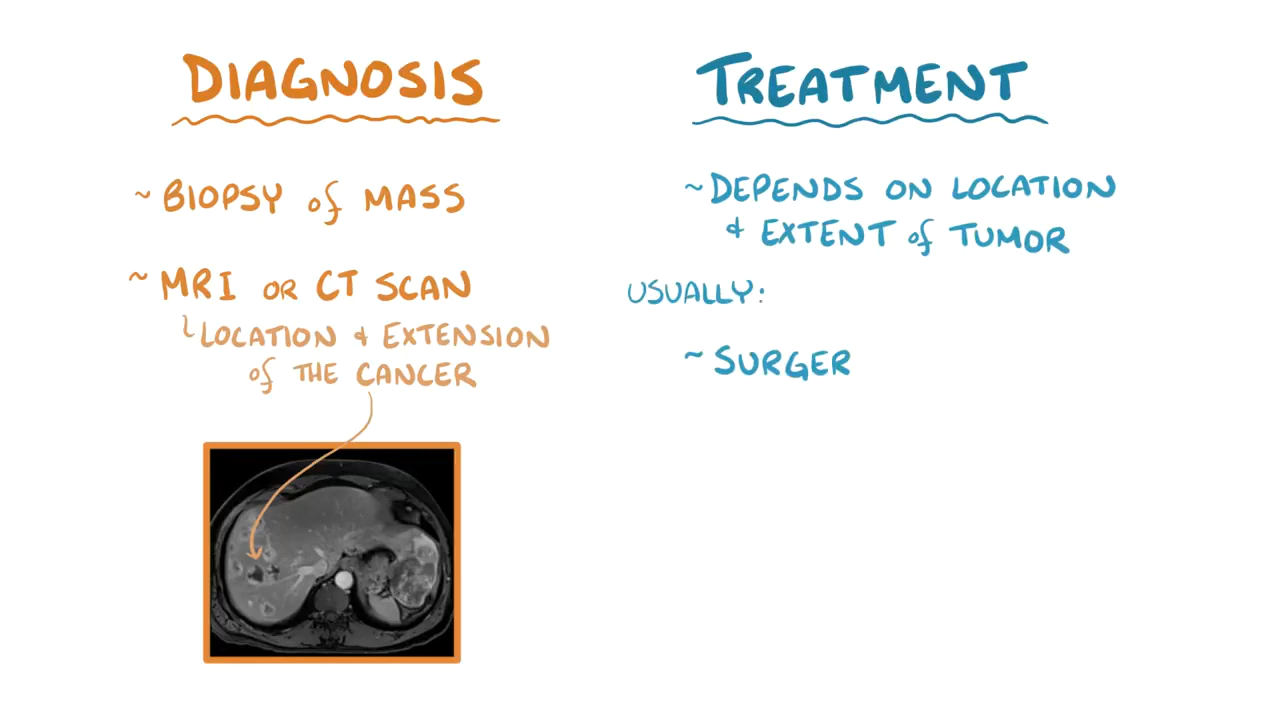 DIAGNOSIS
~ BIOPSY of MASS
~ MRI OR CT SCAN
LOCATION & EXTENSION
of THE CANCER
TREATMENT
~ DEPENDS ON LOCATION
& EXTENT of TUMOR
USUALLY:
~ SURGER